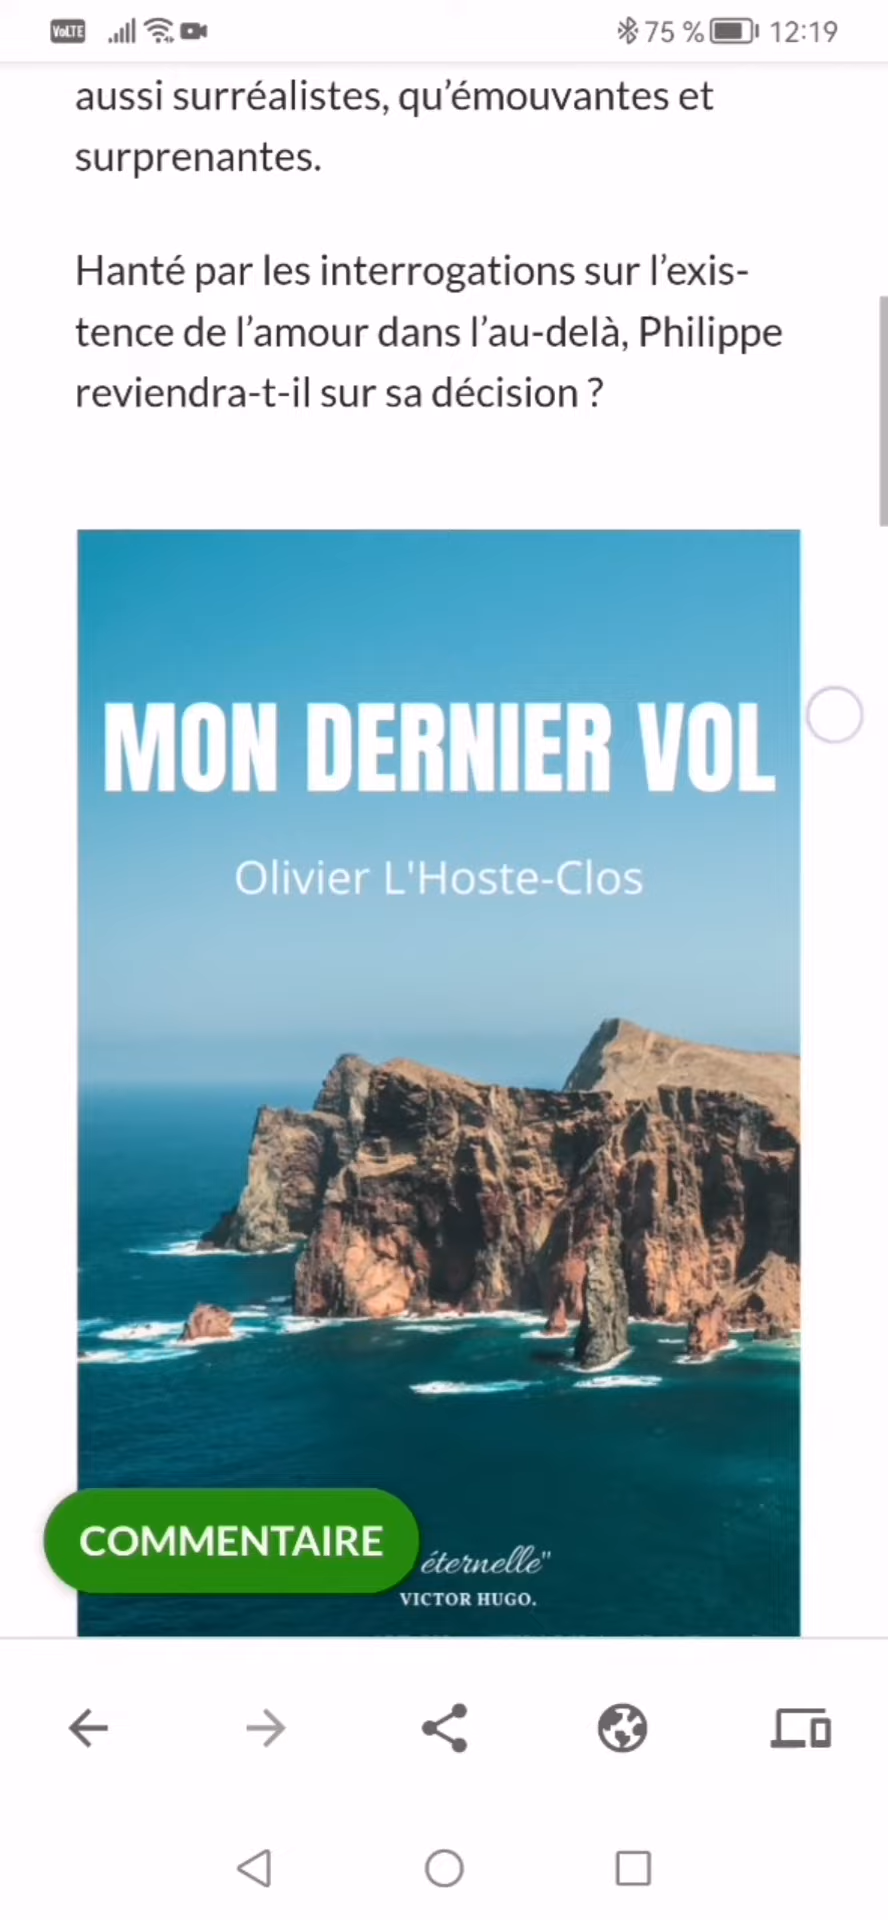 VoLTE 75 % 12:19
aussi surréalistes, qu’émouvantes et
surprenantes.
Hanté par les interrogations sur l’exis-
tence de l’amour dans l’au-delà, Philippe
reviendra-t-il sur sa décision ?
MON DERNIER VOL
Olivier L'Hoste-Clos
COMMENTAIRE
éternelle"
VICTOR HUGO.